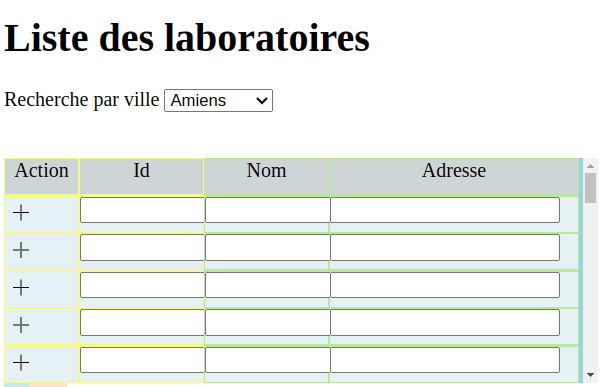 Liste des laboratoires
Recherche par ville Amiens
Action Id Nom Adresse
+
+
+
+
+